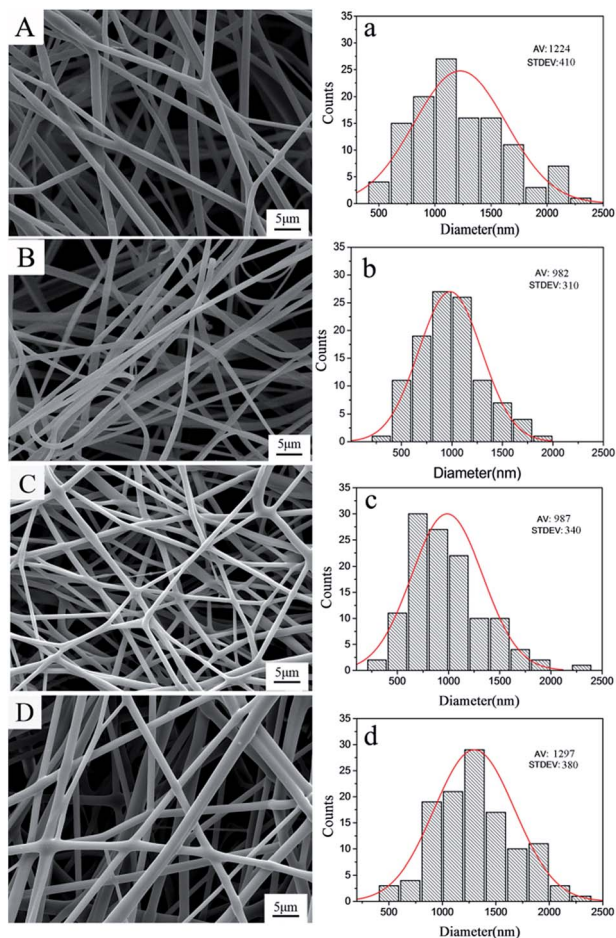 A
5μm
a
AV: 1224
STDEV: 410
35
30
25
20
15
10
5
0
Counts
500 1000 1500 2000 2500
Diameter(nm)
B
5μm
b
AV: 982
STDEV: 310
35
30
25
20
15
10
5
0
Counts
500 1000 1500 2000 2500
Diameter(nm)
C
5μm
c
AV: 987
STDEV: 340
35
30
25
20
15
10
5
0
Counts
500 1000 1500 2000 2500
Diameter(nm)
D
5μm
d
AV: 1297
STDEV: 380
35
30
25
20
15
10
5
0
Counts
500 1000 1500 2000 2500
Diameter(nm)